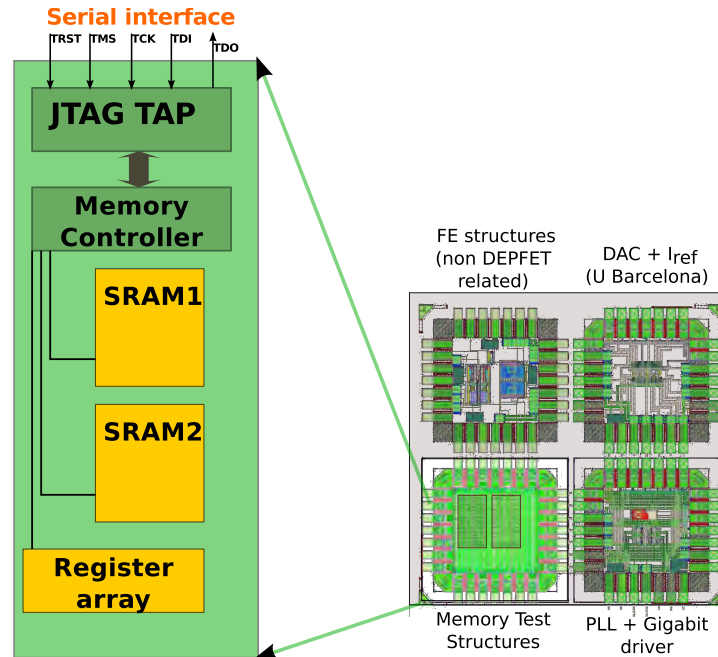 Serial interface
TRST TMS TCK TDI TDO
JTAG TAP
Memory
Controller
SRAM1
SRAM2
Register
array
FE structures
(non DEPFET
related)
DAC + Iref
(U Barcelona)
Memory Test
Structures
PLL + Gigabit
driver